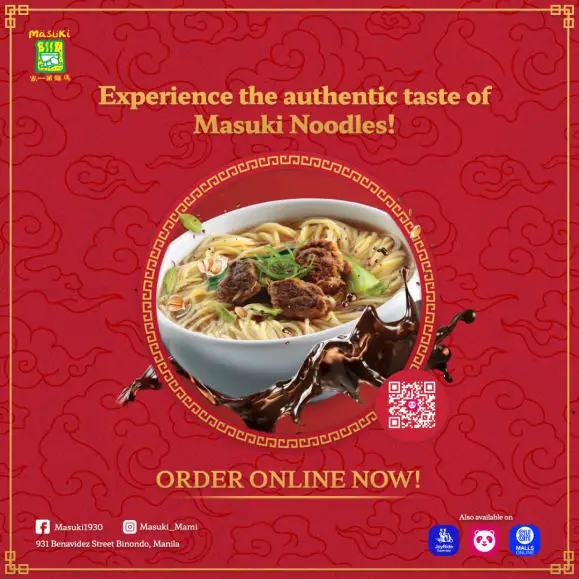 MaSuKi
Experience the authentic taste of
Masuki Noodles!
ORDER ONLINE NOW!
Masuki1930
Masuki_Mami
931 Benavidez Street Binondo, Manila
Also available on
JoyRide
MALLS
ONLINE